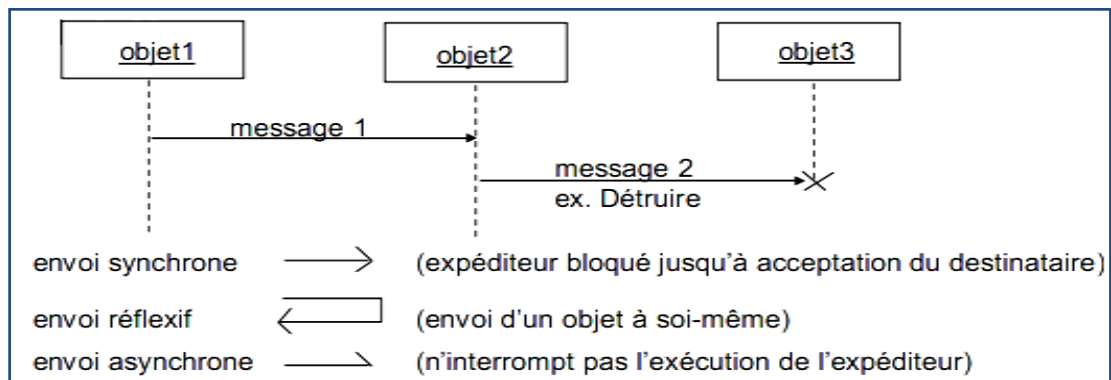 objet1 objet2 objet3
message 1
message 2
ex. Détruire
envoi synchrone (expéditeur bloqué jusqu'à acceptation du destinataire)
envoi réflexif (envoi d'un objet à soi-même)
envoi asynchrone (n'interrompt pas l'exécution de l'expéditeur)